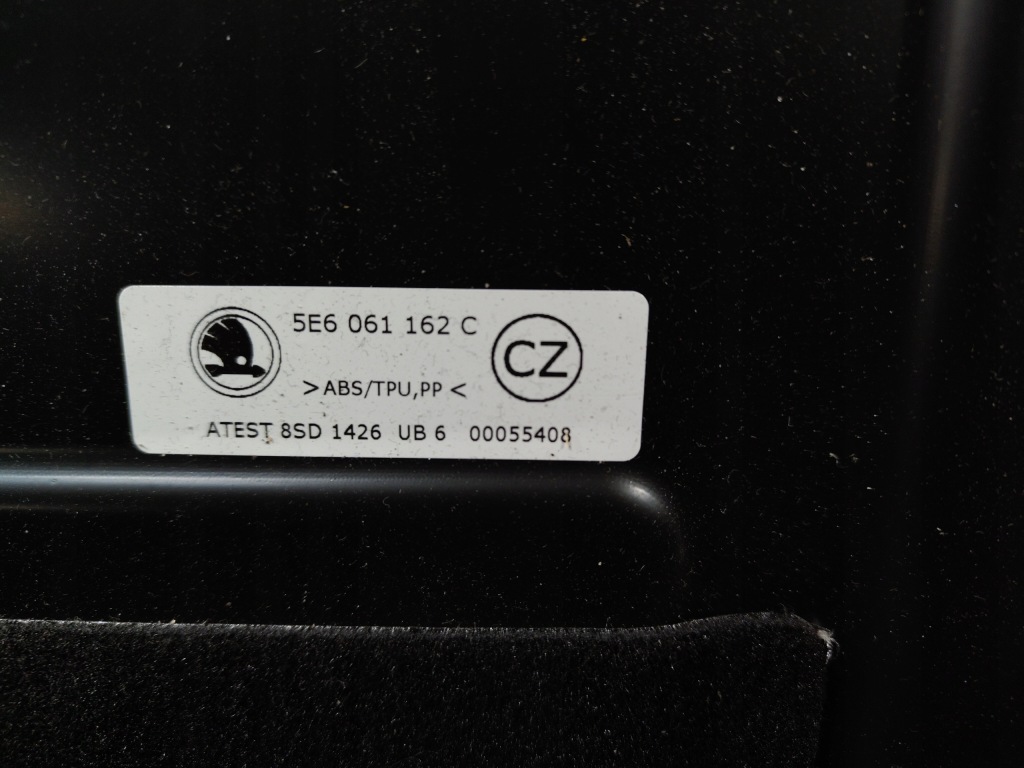 5E6 061 162 C
CZ
>ABS/TPU,PP<
ATEST 8SD 1426 UB 6 00055408